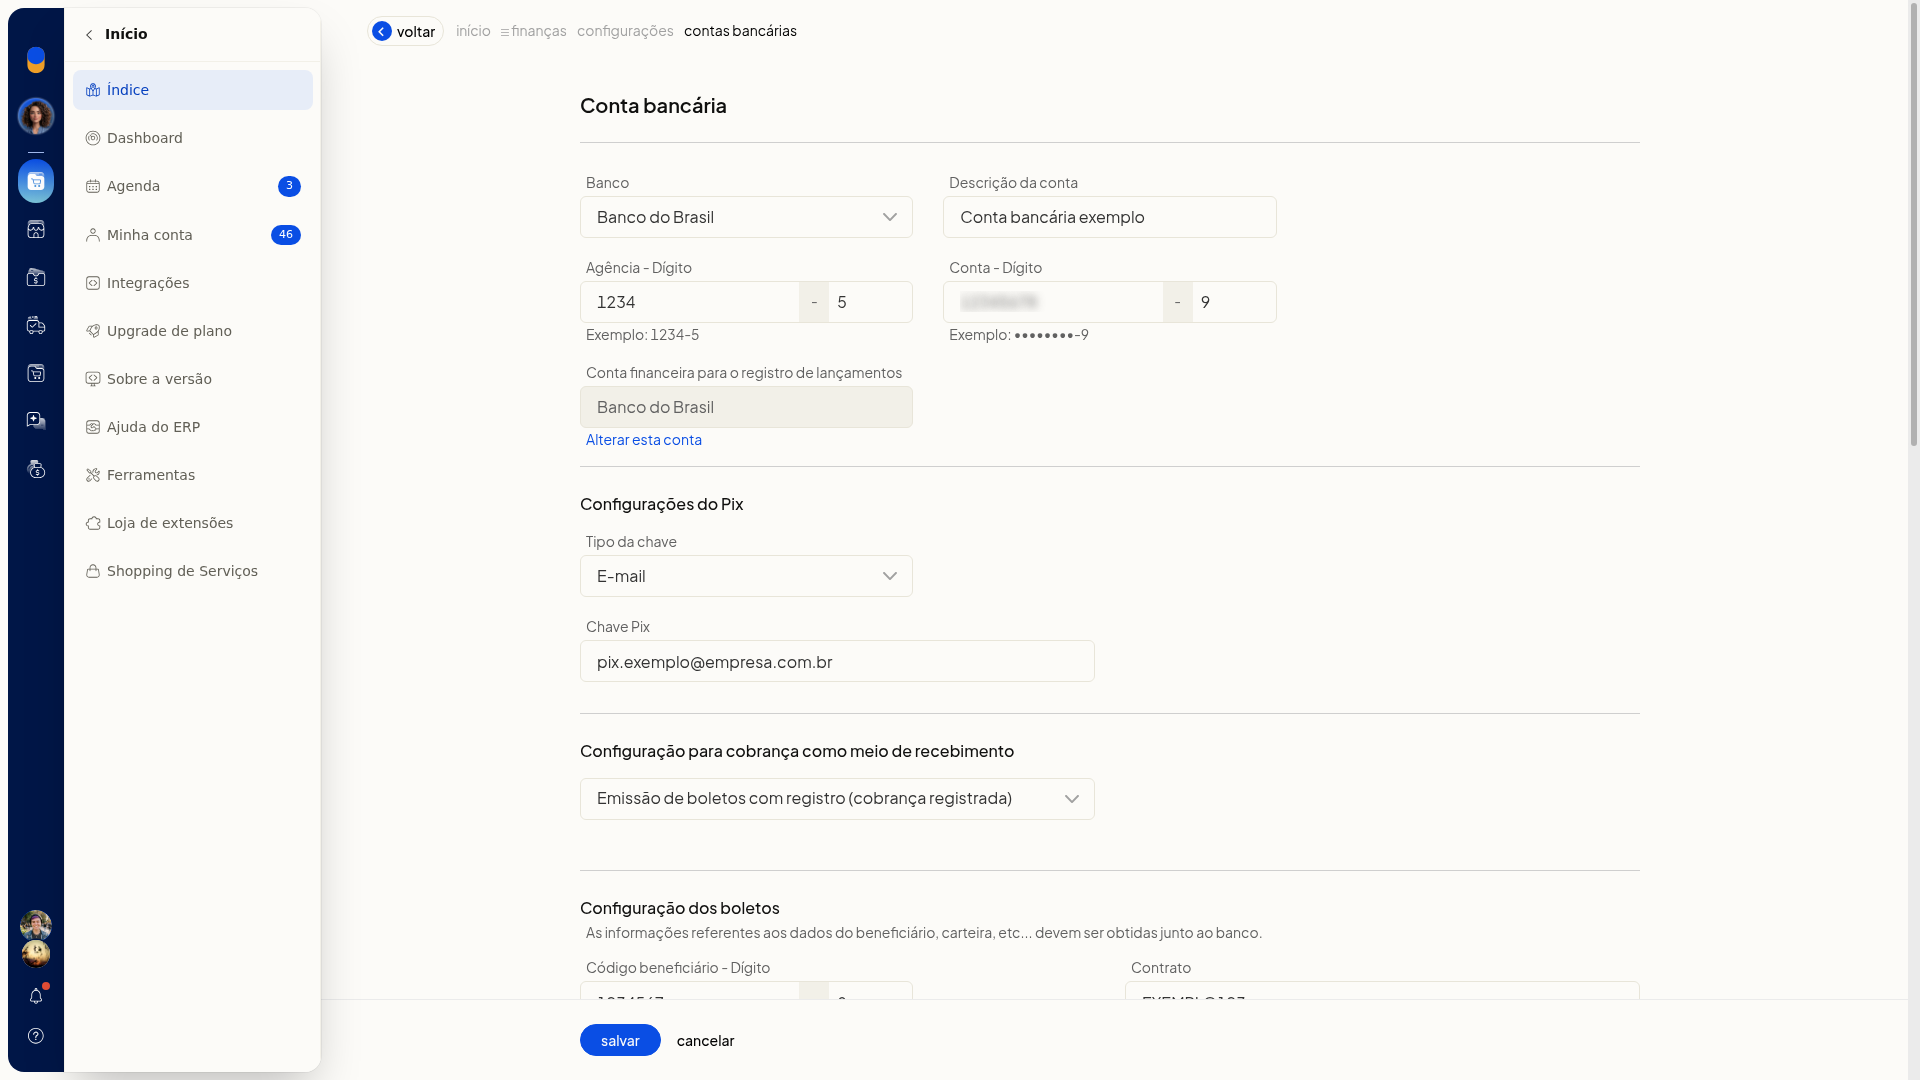 Início
Índice
Dashboard
Agenda 3
Minha conta 46
Integrações
Upgrade de plano
Sobre a versão
Ajuda do ERP
Ferramentas
Loja de extensões
Shopping de Serviços
voltar início finanças configurações contas bancárias
Conta bancária
Banco
Banco do Brasil
Descrição da conta
Conta bancária exemplo
Agência - Dígito
1234 - 5
Exemplo: 1234-5
Conta - Dígito
- 9
Exemplo: ••••••••-9
Conta financeira para o registro de lançamentos
Banco do Brasil
Alterar esta conta
Configurações do Pix
Tipo da chave
E-mail
Chave Pix
pix.exemplo@empresa.com.br
Configuração para cobrança como meio de recebimento
Emissão de boletos com registro (cobrança registrada)
Configuração dos boletos
As informações referentes aos dados do beneficiário, carteira, etc... devem ser obtidas junto ao banco.
Código beneficiário - Dígito
Contrato
salvar cancelar